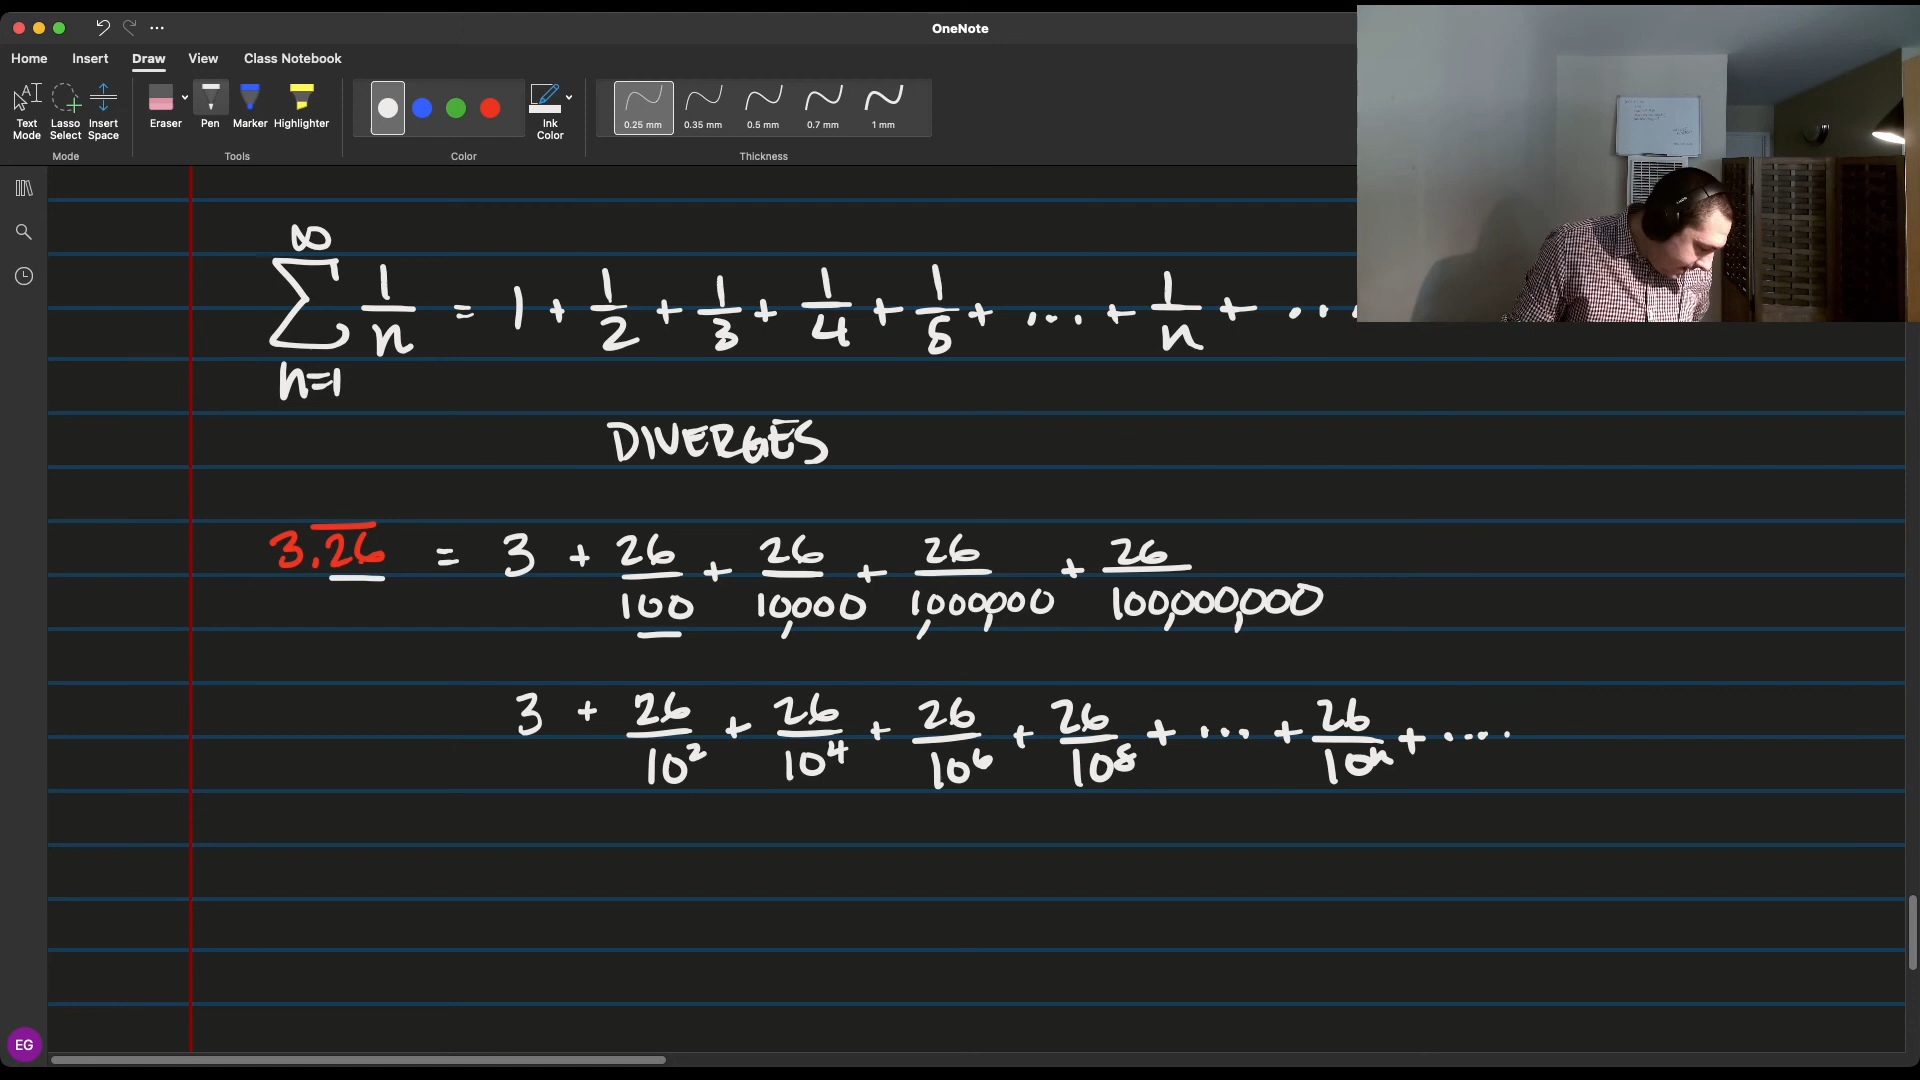 OneNote
Home Insert Draw View Class Notebook
Text Mode Lasso Select Insert Space Eraser Pen Marker Highlighter Ink Color 0.25 mm 0.35 mm 0.5 mm 0.7 mm 1 mm
Mode Tools Color Thickness
∞
∑ 1/n = 1 + 1/2 + 1/3 + 1/4 + 1/5 + ... + 1/n + ...
n=1
DIVERGES
3.2̅6̅ = 3 + 26/100 + 26/10,000 + 26/1,000,000 + 26/100,000,000
3 + 26/10² + 26/10⁴ + 26/10⁶ + 26/10⁸ + ... + 26/10ⁿ + ....
EG